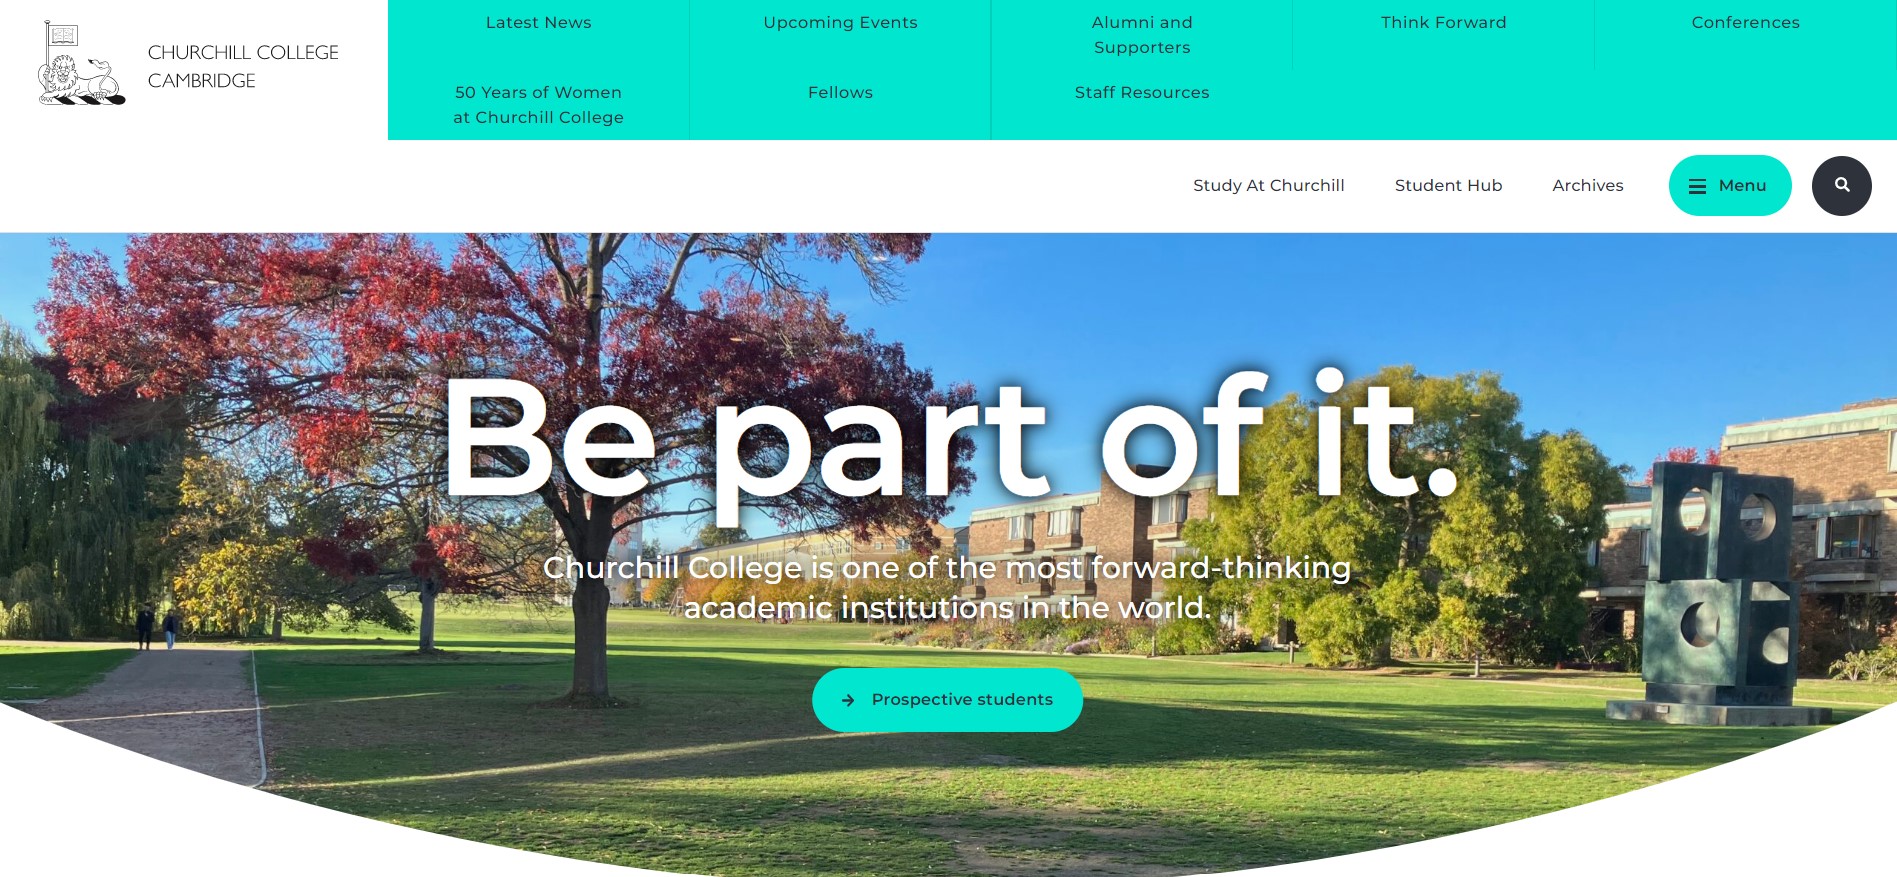 CHURCHILL COLLEGE
CAMBRIDGE
Latest News
Upcoming Events
Alumni and
Supporters
Think Forward
Conferences
50 Years of Women
at Churchill College
Fellows
Staff Resources
Study At Churchill
Student Hub
Archives
Menu
Be part of it.
Churchill College is one of the most forward-thinking
academic institutions in the world.
Prospective students